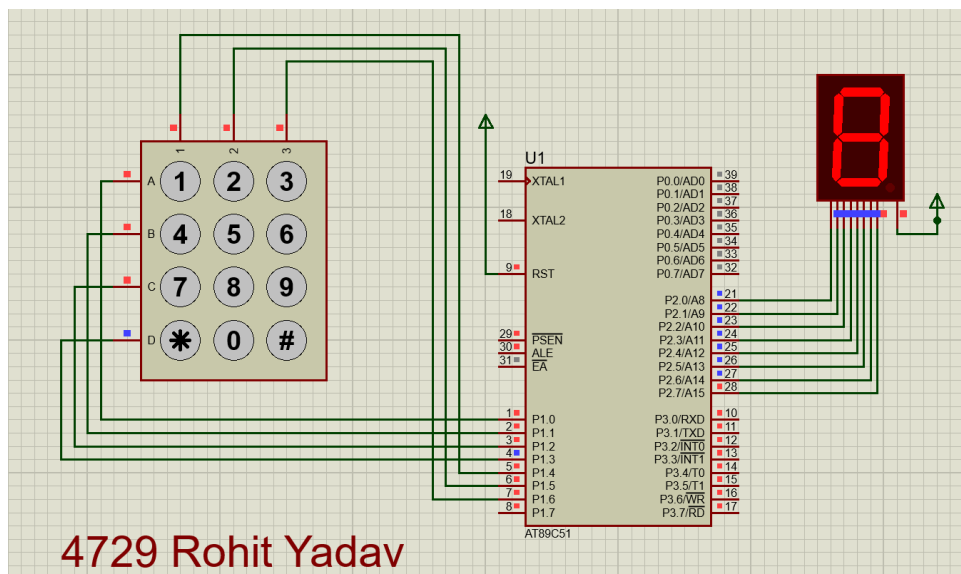 1 2 3
A 1 2 3
B 4 5 6
C 7 8 9
D * 0 #
U1
19 XTAL1
18 XTAL2
9 RST
29 PSEN
30 ALE
31 EA
1 P1.0
2 P1.1
3 P1.2
4 P1.3
5 P1.4
6 P1.5
7 P1.6
8 P1.7
P0.0/AD0 39
P0.1/AD1 38
P0.2/AD2 37
P0.3/AD3 36
P0.4/AD4 35
P0.5/AD5 34
P0.6/AD6 33
P0.7/AD7 32
P2.0/A8 21
P2.1/A9 22
P2.2/A10 23
P2.3/A11 24
P2.4/A12 25
P2.5/A13 26
P2.6/A14 27
P2.7/A15 28
P3.0/RXD 10
P3.1/TXD 11
P3.2/INT0 12
P3.3/INT1 13
P3.4/T0 14
P3.5/T1 15
P3.6/WR 16
P3.7/RD 17
AT89C51
8
4729 Rohit Yadav